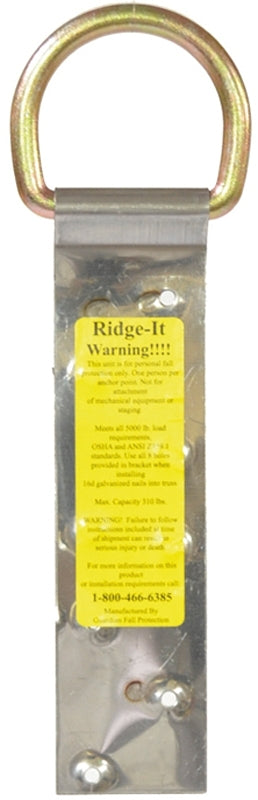 Ridge-It
Warning!!!!
This unit is for personal fall
protection only. One person per
anchor point. Not for
attachment
of mechanical equipment or
staging.
Meets all 5000 lb. load
requirements.
OSHA and ANSI
standards. Use all 8 holes
provided in bracket when
installing
16d galvanized nails into truss
Max. Capacity 310 lbs.
WARNING! Failure to follow
instructions included at time
of shipment can result in
serious injury or death
For more information on this
product
or installation requirements call:
1-800-466-6385
Manufactured By
Guardian Fall Protection